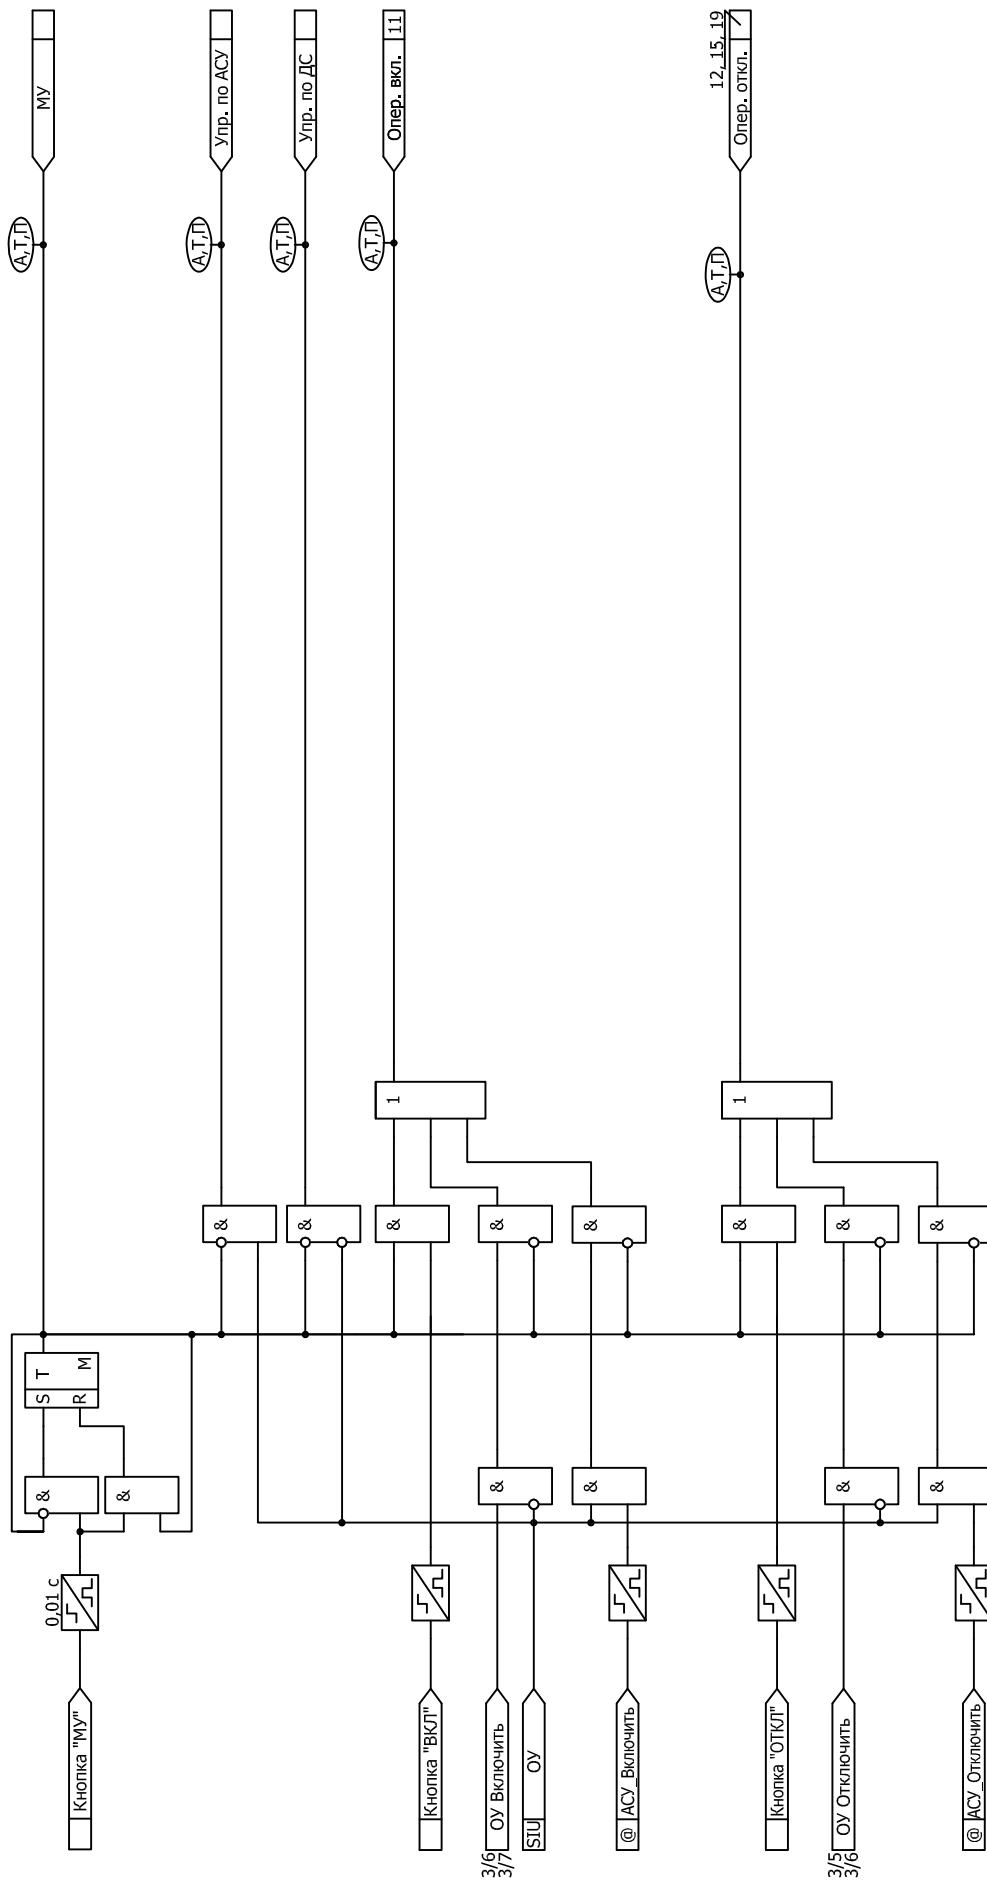 МУ
Упр. по АСУ
Упр. по ДС
Опер. вкл. 11
12, 15, 19
Опер. откл.
А,Т,П
А,Т,П
А,Т,П
А,Т,П
А,Т,П
1
1
&
&
&
&
&
&
&
&
S T
R M
&
&
&
&
&
&
0,01 с
Кнопка "МУ"
Кнопка "ВКЛ"
3/6
3/7
ОУ Включить
SIU ОУ
@ АСУ_Включить
Кнопка "ОТКЛ"
3/5
3/6
ОУ Отключить
@ АСУ_Отключить